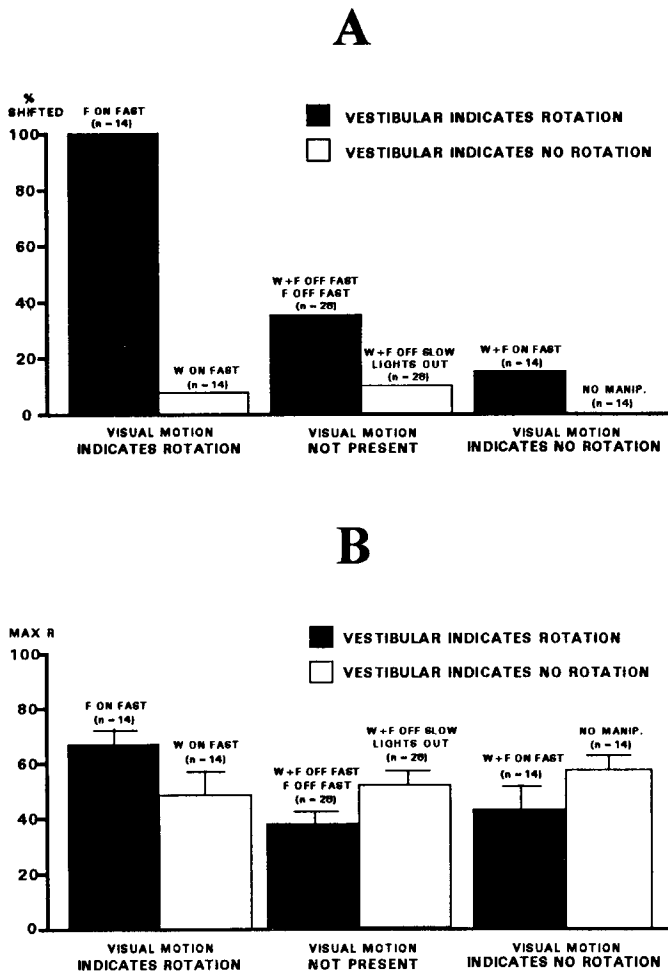 A
%
SHIFTED
F ON FAST
(n = 14)
VESTIBULAR INDICATES ROTATION
VESTIBULAR INDICATES NO ROTATION
100
80
60
40
20
0
W ON FAST
(n = 14)
W+F OFF FAST
F OFF FAST
(n = 28)
W+F OFF SLOW
LIGHTS OUT
(n = 28)
W+F ON FAST
(n = 14)
NO MANIP.
(n = 14)
VISUAL MOTION
INDICATES ROTATION
VISUAL MOTION
NOT PRESENT
VISUAL MOTION
INDICATES NO ROTATION
B
MAX R
VESTIBULAR INDICATES ROTATION
VESTIBULAR INDICATES NO ROTATION
100
80
60
40
20
0
F ON FAST
(n = 14)
W ON FAST
(n = 14)
W+F OFF FAST
F OFF FAST
(n = 28)
W+F OFF SLOW
LIGHTS OUT
(n = 28)
W+F ON FAST
(n = 14)
NO MANIP.
(n = 14)
VISUAL MOTION
INDICATES ROTATION
VISUAL MOTION
NOT PRESENT
VISUAL MOTION
INDICATES NO ROTATION